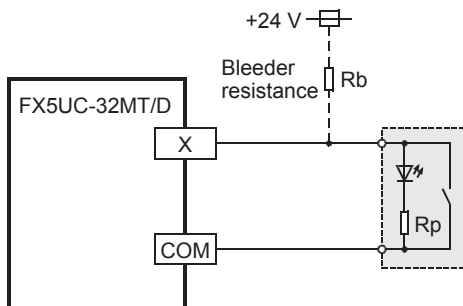 +24 V
Bleeder
resistance
Rb
FX5UC-32MT/D
X
Rp
COM